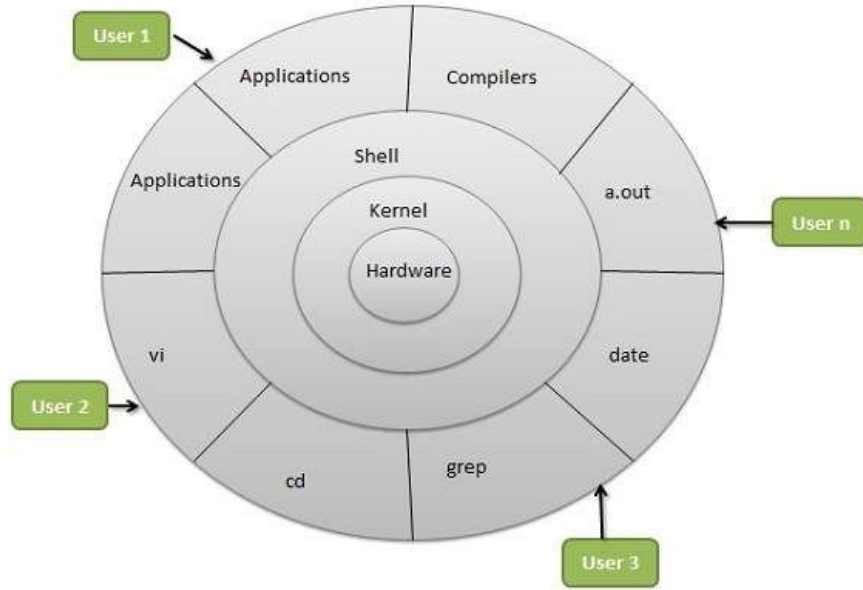 User 1
Applications
Compilers
Shell
Applications
a.out
Kernel
User n
Hardware
vi
date
User 2
grep
cd
User 3